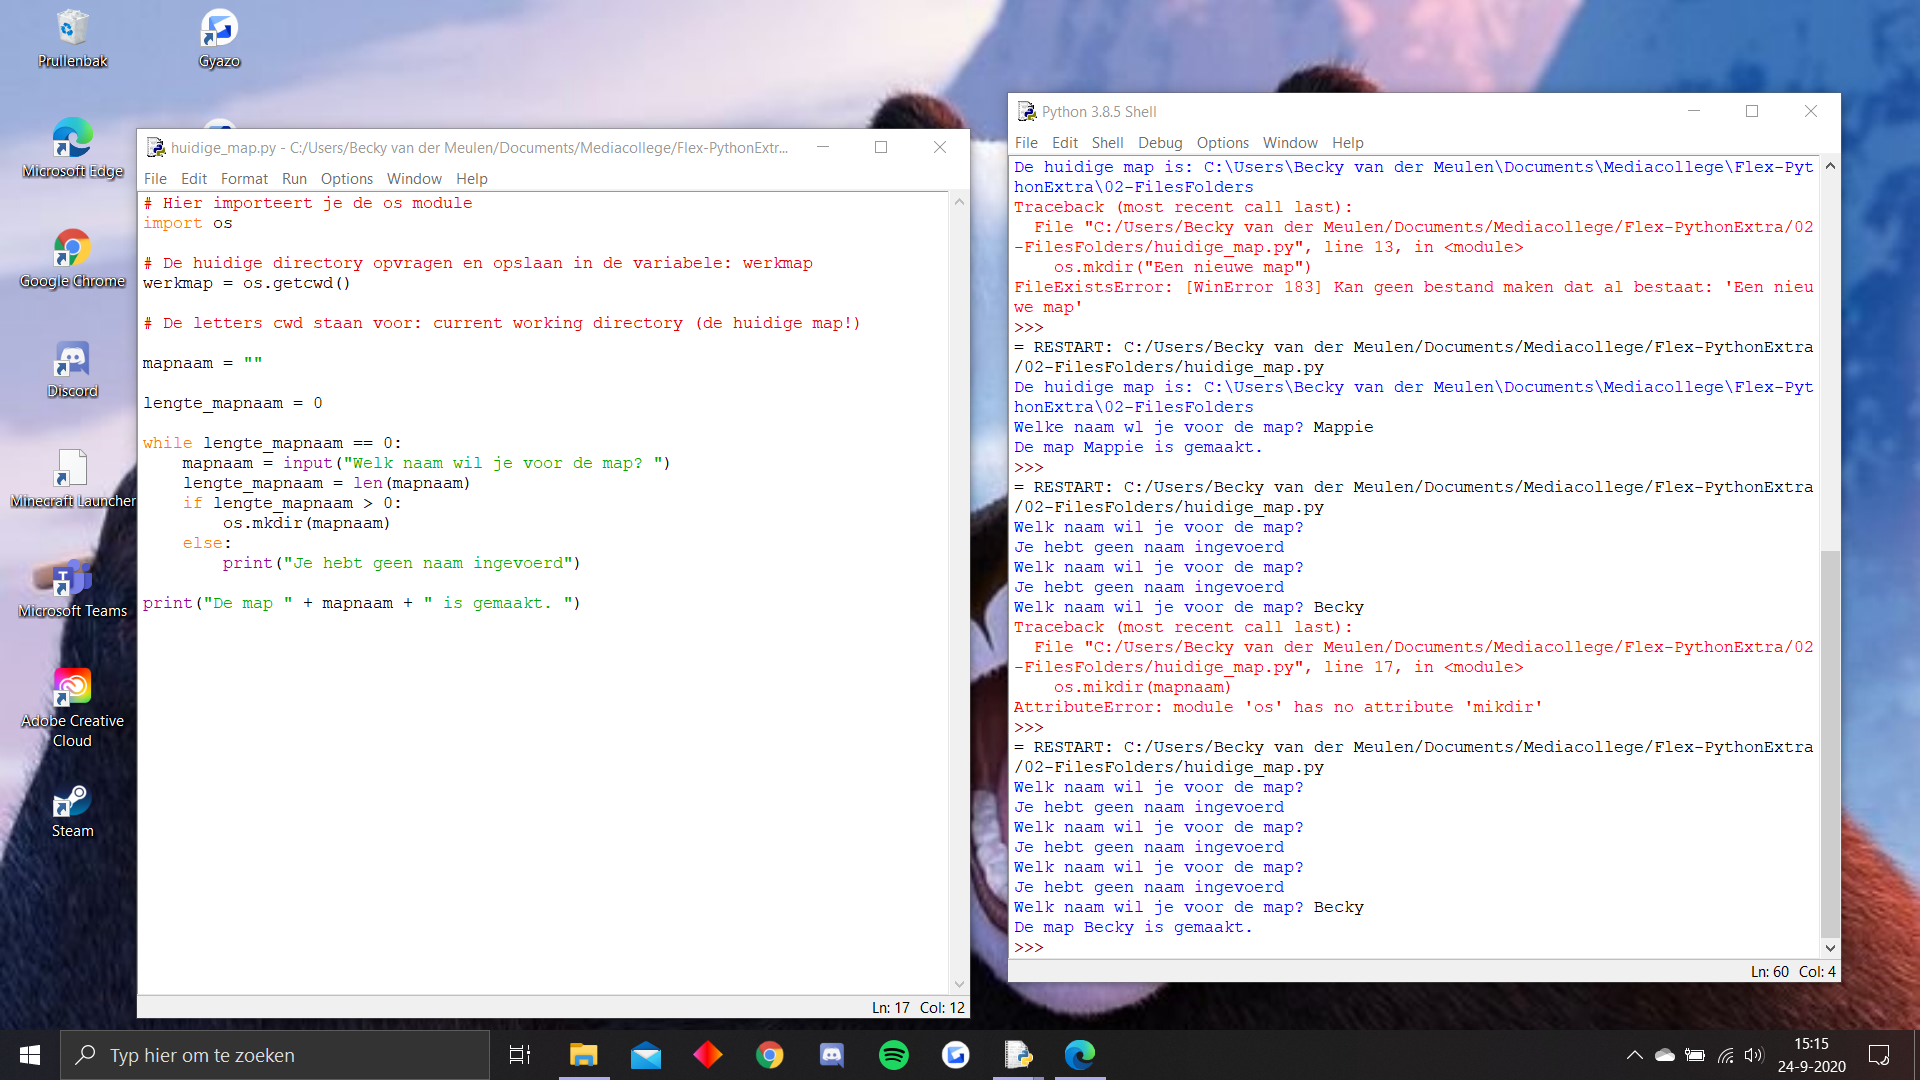 Prullenbak
Gyazo
Microsoft Edge
Google Chrome
Discord
Minecraft Launcher
Microsoft Teams
Adobe Creative
Cloud
Steam
huidige_map.py - C:/Users/Becky van der Meulen/Documents/Mediacollege/Flex-PythonExtr...
File Edit Format Run Options Window Help
# Hier importeert je de os module
import os
# De huidige directory opvragen en opslaan in de variabele: werkmap
werkmap = os.getcwd()
# De letters cwd staan voor: current working directory (de huidige map!)
mapnaam = ""
lengte_mapnaam = 0
while lengte_mapnaam == 0:
    mapnaam = input("Welk naam wil je voor de map? ")
    lengte_mapnaam = len(mapnaam)
    if lengte_mapnaam > 0:
        os.mkdir(mapnaam)
    else:
        print("Je hebt geen naam ingevoerd")
print("De map " + mapnaam + " is gemaakt. ")
Ln: 17 Col: 12
Python 3.8.5 Shell
File Edit Shell Debug Options Window Help
De huidige map is: C:\Users\Becky van der Meulen\Documents\Mediacollege\Flex-Pyt
honExtra\02-FilesFolders
Traceback (most recent call last):
  File "C:/Users/Becky van der Meulen/Documents/Mediacollege/Flex-PythonExtra/02
-FilesFolders/huidige_map.py", line 13, in <module>
    os.mkdir("Een nieuwe map")
FileExistsError: [WinError 183] Kan geen bestand maken dat al bestaat: 'Een nieu
we map'
>>>
= RESTART: C:/Users/Becky van der Meulen/Documents/Mediacollege/Flex-PythonExtra
/02-FilesFolders/huidige_map.py
De huidige map is: C:\Users\Becky van der Meulen\Documents\Mediacollege\Flex-Pyt
honExtra\02-FilesFolders
Welke naam wl je voor de map? Mappie
De map Mappie is gemaakt.
>>>
= RESTART: C:/Users/Becky van der Meulen/Documents/Mediacollege/Flex-PythonExtra
/02-FilesFolders/huidige_map.py
Welk naam wil je voor de map?
Je hebt geen naam ingevoerd
Welk naam wil je voor de map?
Je hebt geen naam ingevoerd
Welk naam wil je voor de map? Becky
Traceback (most recent call last):
  File "C:/Users/Becky van der Meulen/Documents/Mediacollege/Flex-PythonExtra/02
-FilesFolders/huidige_map.py", line 17, in <module>
    os.mikdir(mapnaam)
AttributeError: module 'os' has no attribute 'mikdir'
>>>
= RESTART: C:/Users/Becky van der Meulen/Documents/Mediacollege/Flex-PythonExtra
/02-FilesFolders/huidige_map.py
Welk naam wil je voor de map?
Je hebt geen naam ingevoerd
Welk naam wil je voor de map?
Je hebt geen naam ingevoerd
Welk naam wil je voor de map?
Je hebt geen naam ingevoerd
Welk naam wil je voor de map? Becky
De map Becky is gemaakt.
>>>
Ln: 60 Col: 4
Typ hier om te zoeken
15:15
24-9-2020